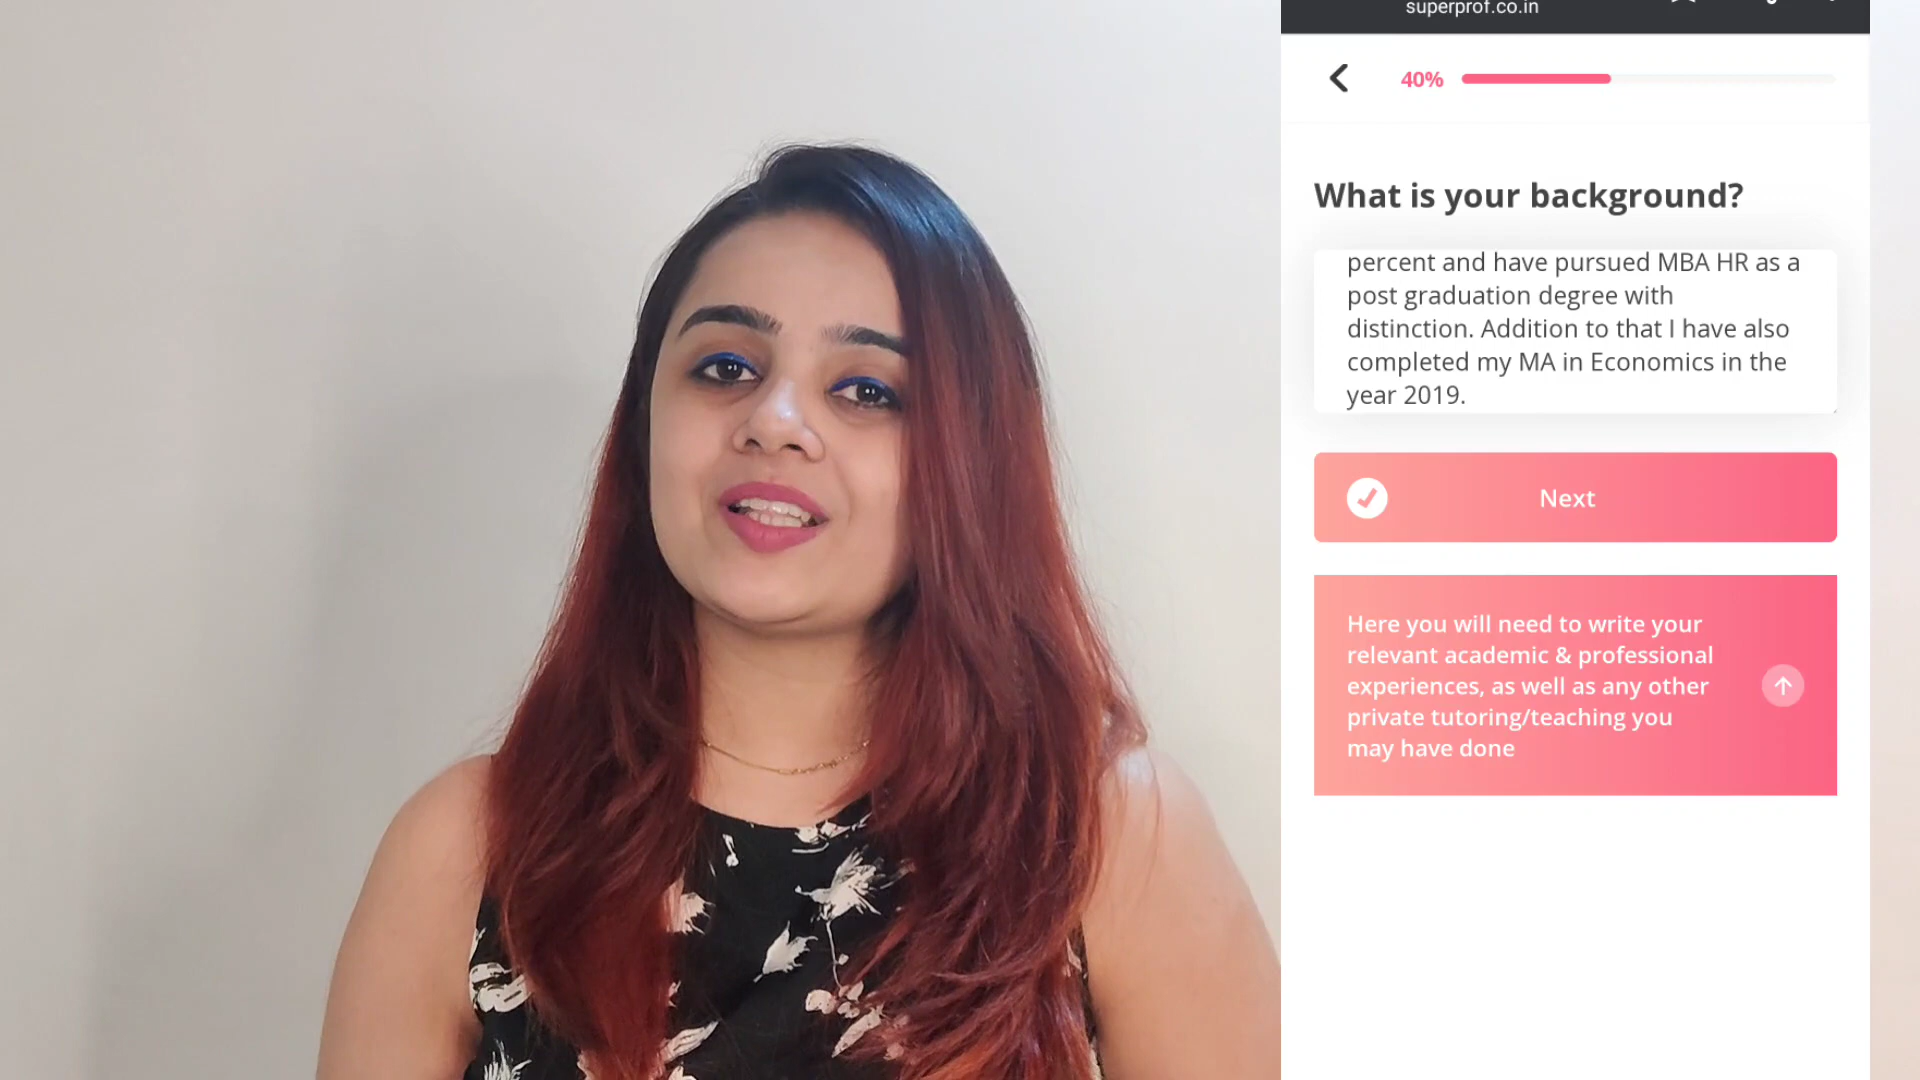 superprof.co.in
40%
What is your background?
percent and have pursued MBA HR as a
post graduation degree with
distinction. Addition to that I have also
completed my MA in Economics in the
year 2019.
Next
Here you will need to write your
relevant academic & professional
experiences, as well as any other
private tutoring/teaching you
may have done